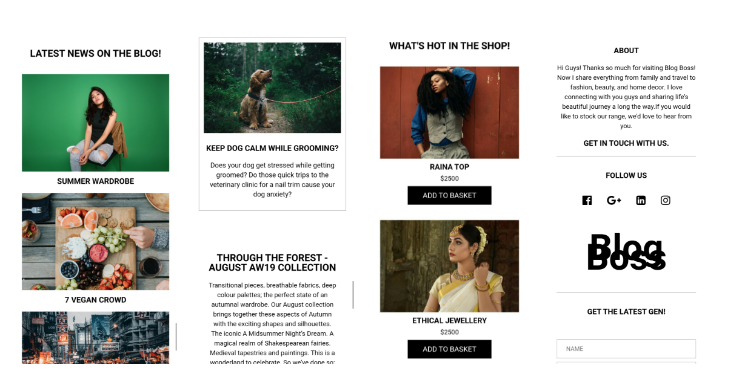 LATEST NEWS ON THE BLOG!
SUMMER WARDROBE
7 VEGAN CROWD
KEEP DOG CALM WHILE GROOMING?
Does your dog get stressed while getting
groomed? Do those quick trips to the
veterinary clinic for a nail trim cause your
dog anxiety?
THROUGH THE FOREST -
AUGUST AW19 COLLECTION
Transitional pieces, breathable fabrics, deep
colour palettes; the perfect state of an
autumnal wardrobe. Our August collection
brings together these aspects of Autumn
with the exciting shapes and silhouettes.
The iconic A Midsummer Night's Dream. A
magical realm of Shakespearean fairies.
Medieval tapestries and paintings. This is a
wonderland to celebrate. So we've done so:
WHAT'S HOT IN THE SHOP!
RAINA TOP
$2500
ADD TO BASKET
ETHICAL JEWELLERY
$2500
ADD TO BASKET
ABOUT
Hi Guys! Thanks so much for visiting Blog Boss!
Now I share everything from family and travel to
fashion, beauty, and home decor. I love
connecting with you guys and sharing life's
beautiful journey a long the way.If you would
like to stock our range, we'd love to hear from
you.
GET IN TOUCH WITH US.
FOLLOW US
Blog
Boss
GET THE LATEST GEN!
NAME